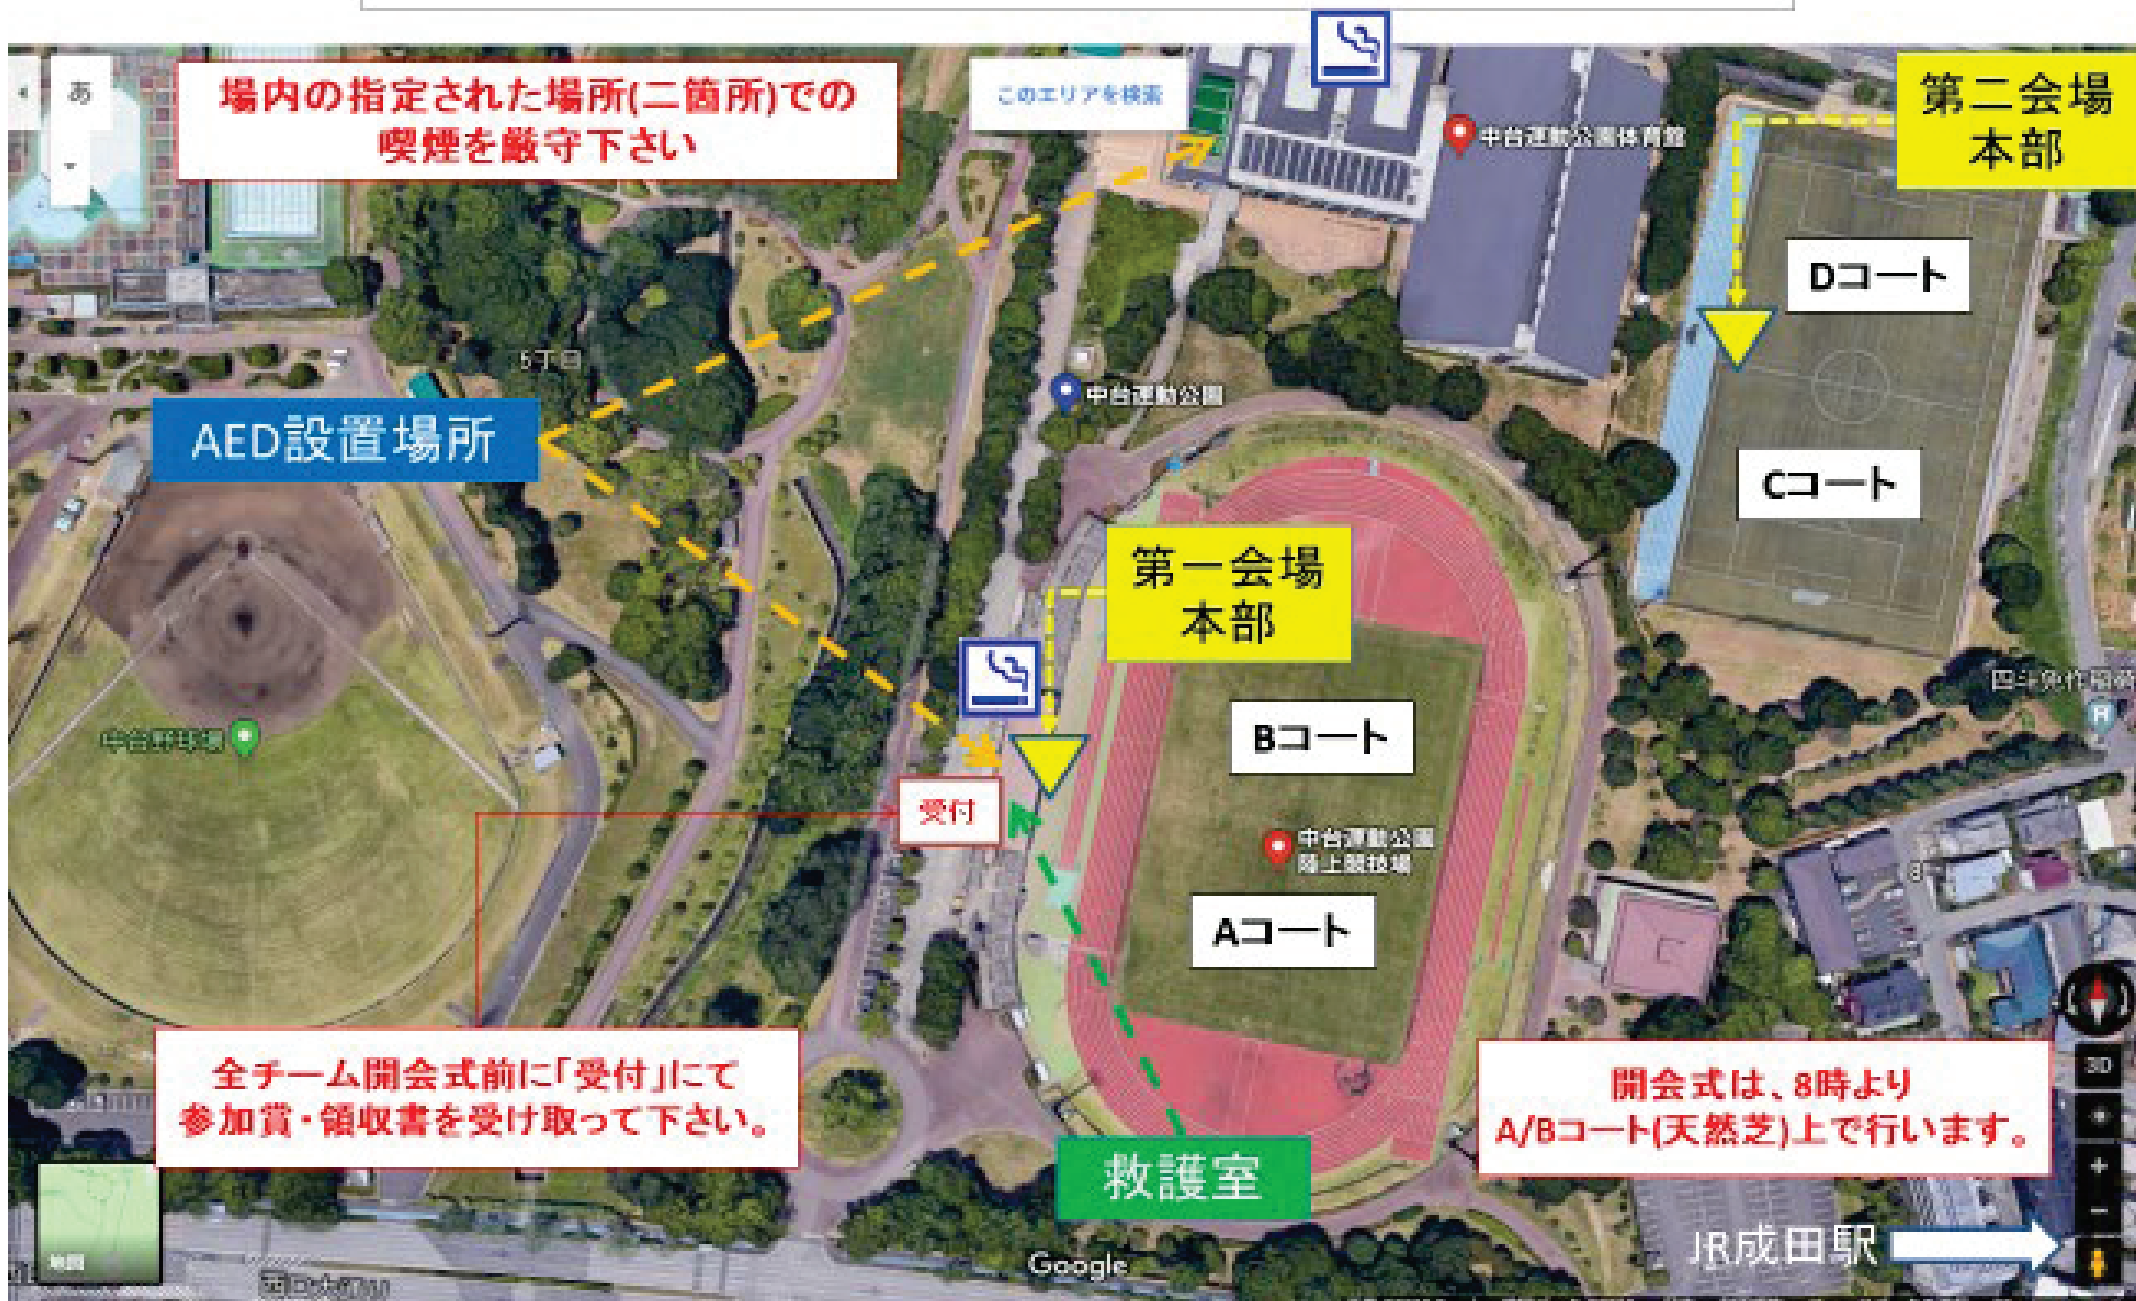 あ
場内の指定された場所(二箇所)での
喫煙を厳守下さい
このエリアを検索
中台運動公園体育館
第二会場
本部
Dコート
5丁目
中台運動公園
AED設置場所
Cコート
第一会場
本部
Bコート
中台野球場
受付
中台運動公園
陸上競技場
Aコート
全チーム開会式前に「受付」にて
参加賞・領収書を受け取って下さい。
開会式は、8時より
A/Bコート(天然芝)上で行います。
3D
救護室
JR成田駅
地図
Google